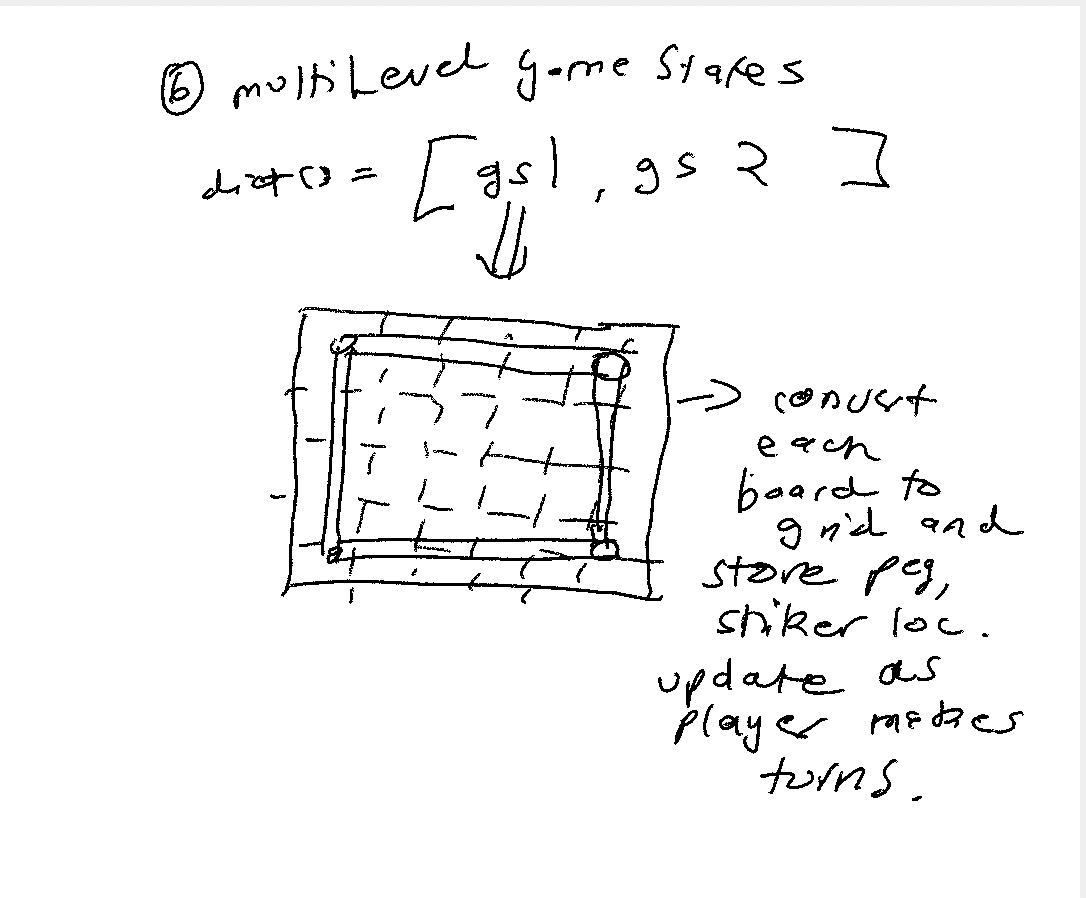 ⑥ multiLevel game States
dict() = [gs1, gs 2 ]
→ convert
each
board to
grid and
store peg,
striker loc.
update as
player makes
turns.